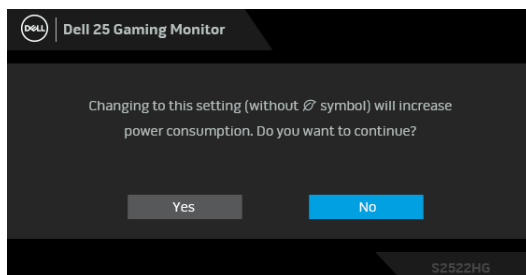 DELL Dell 25 Gaming Monitor
Changing to this setting (without symbol) will increase
power consumption. Do you want to continue?
Yes No
S2522HG